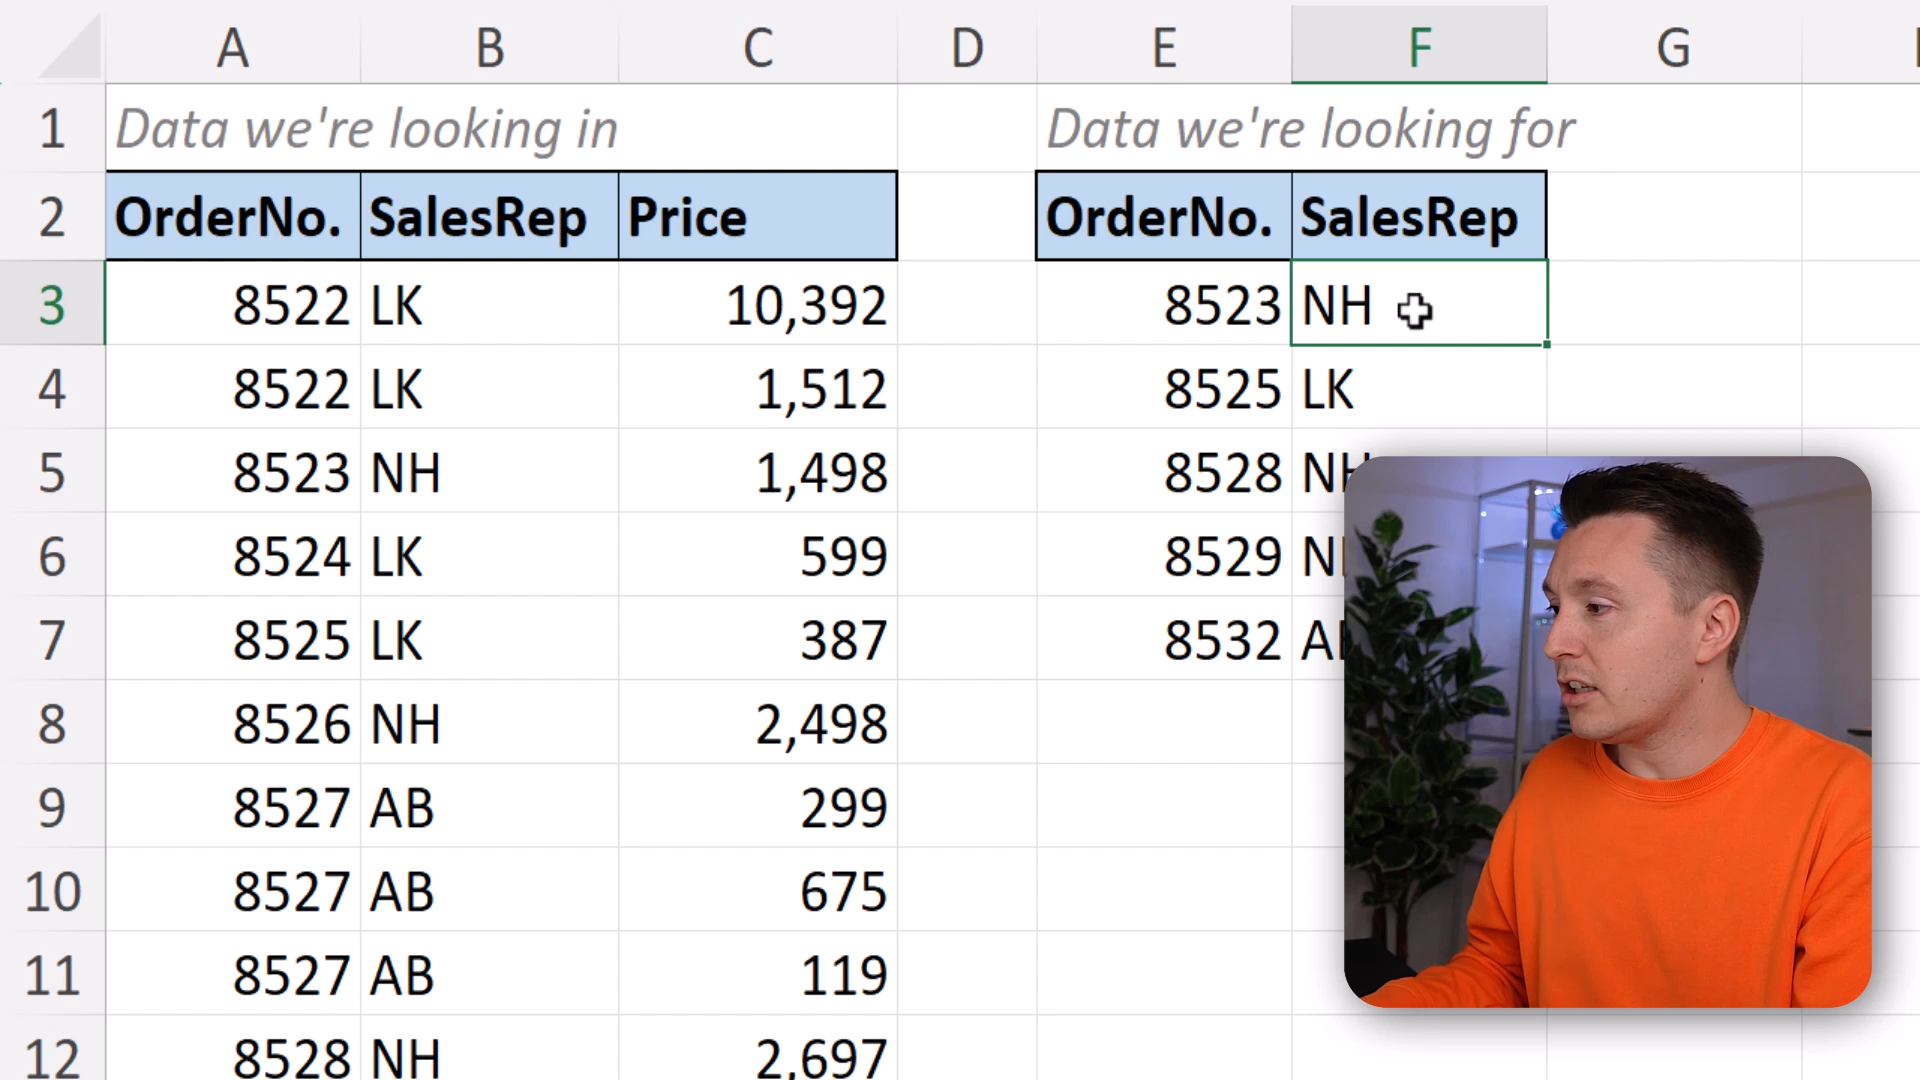 A B C D E F G
1 Data we're looking in Data we're looking for
2 OrderNo. SalesRep Price OrderNo. SalesRep
3 8522 LK 10,392 8523 NH
4 8522 LK 1,512 8525 LK
5 8523 NH 1,498 8528 NH
6 8524 LK 599 8529
7 8525 LK 387 8532
8 8526 NH 2,498
9 8527 AB 299
10 8527 AB 675
11 8527 AB 119
12 8528 NH 2,697